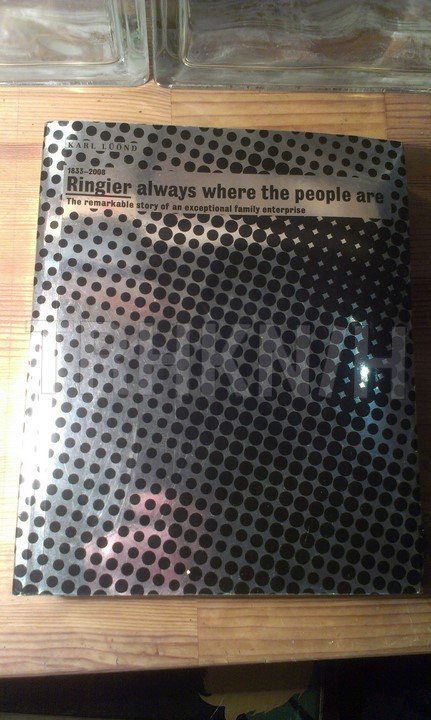 KARL LÜÖND
1833–2008
Ringier always where the people are
The remarkable story of an exceptional family enterprise